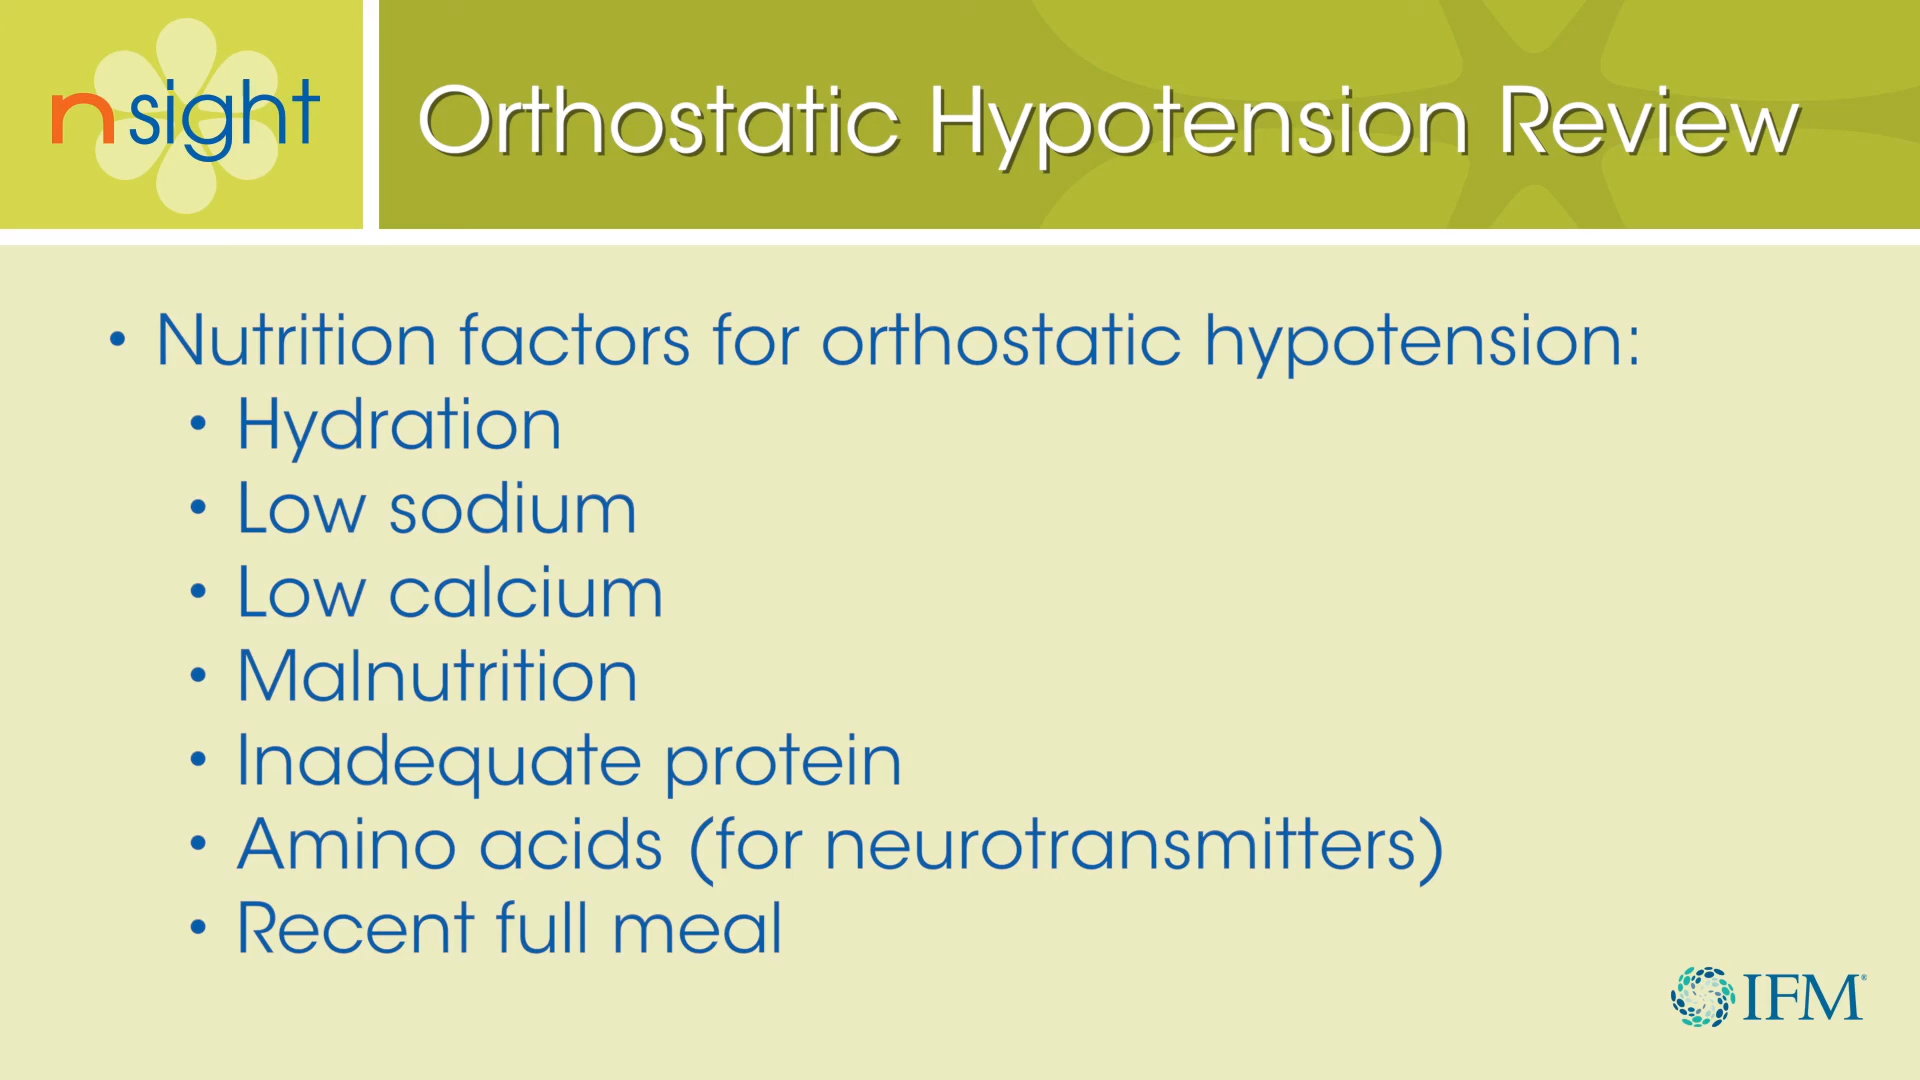 nsight
Orthostatic Hypotension Review
• Nutrition factors for orthostatic hypotension:
• Hydration
• Low sodium
• Low calcium
• Malnutrition
• Inadequate protein
• Amino acids (for neurotransmitters)
• Recent full meal
IFM®